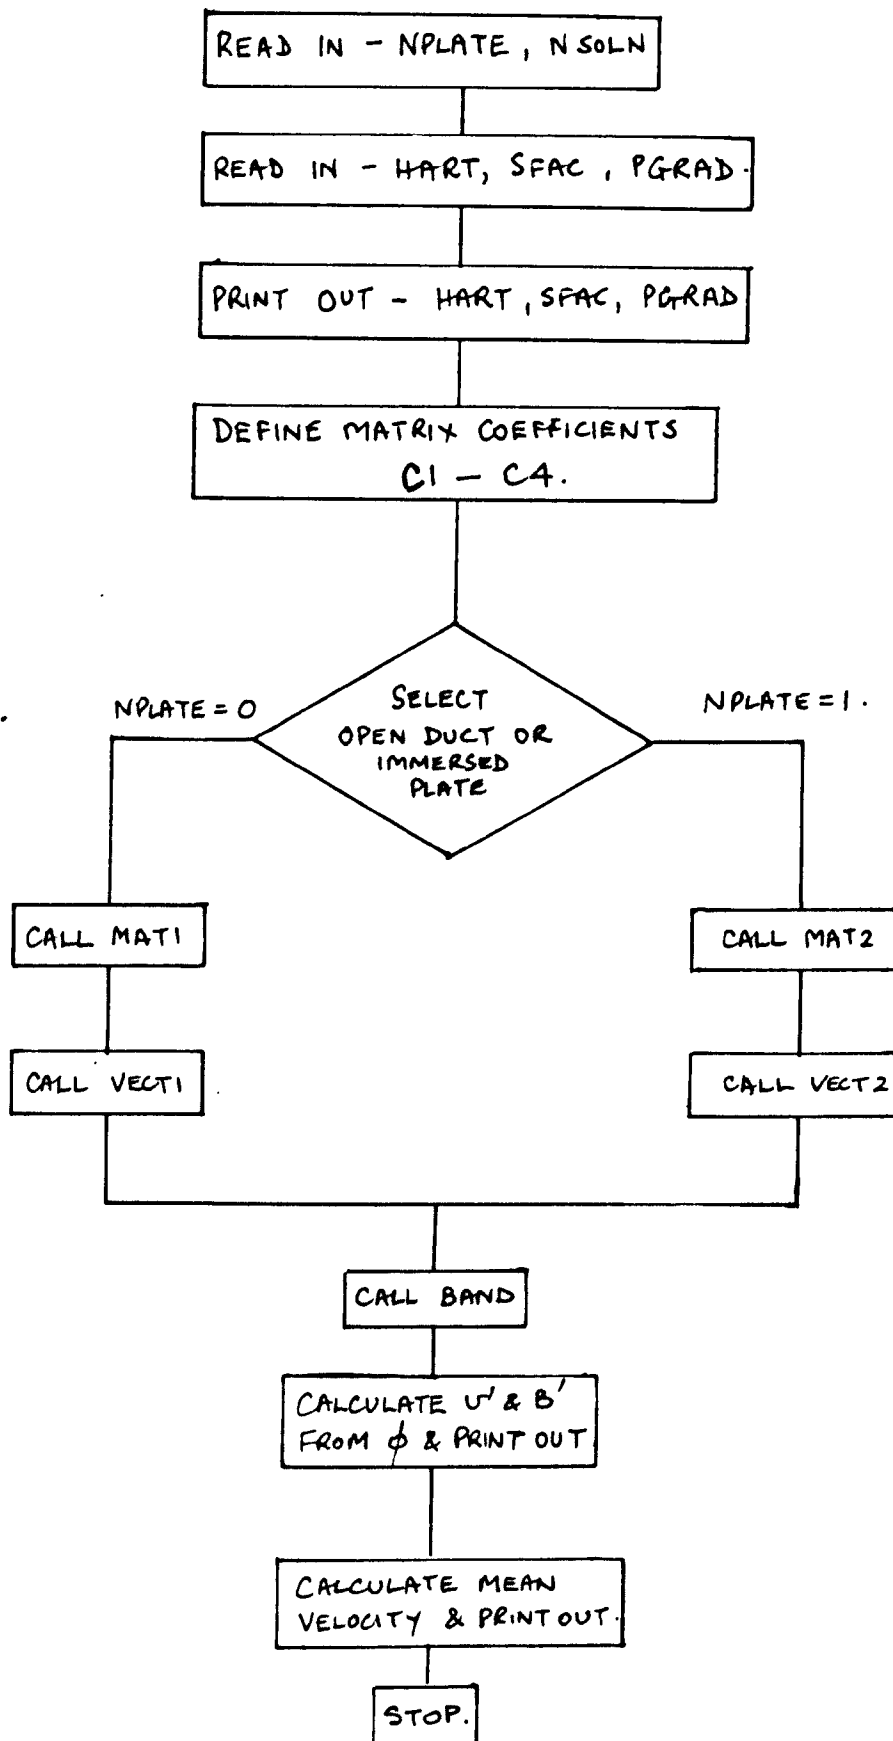 READ IN - NPLATE, NSOLN
READ IN - HART, SFAC, PGRAD.
PRINT OUT - HART, SFAC, PGRAD
DEFINE MATRIX COEFFICIENTS
C1 - C4.
SELECT
OPEN DUCT OR
IMMERSED
PLATE
NPLATE = 0
NPLATE = 1.
CALL MAT1
CALL VECT1
CALL MAT2
CALL VECT2
CALL BAND
CALCULATE U' & B'
FROM ϕ & PRINT OUT
CALCULATE MEAN
VELOCITY & PRINT OUT.
STOP.